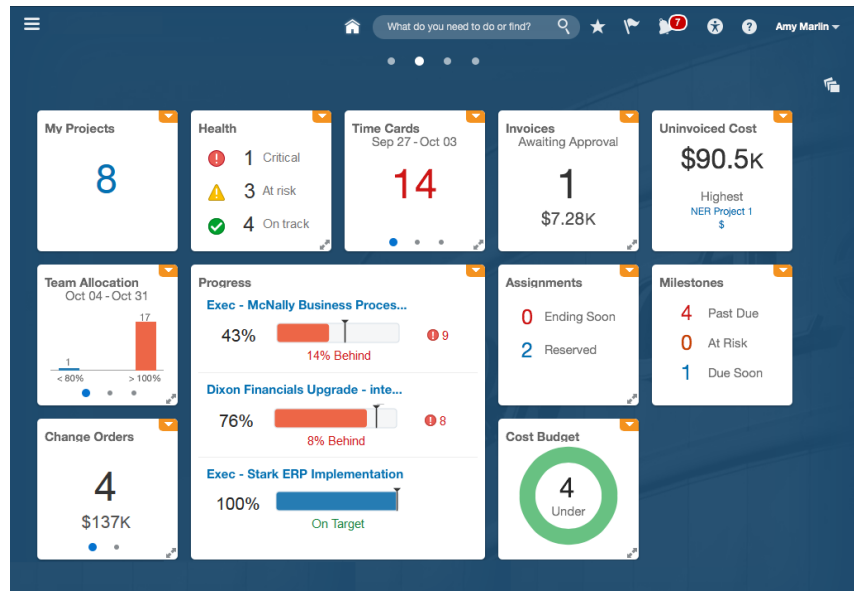 What do you need to do or find?
7
Amy Marlin
My Projects
8
Health
1 Critical
3 At risk
4 On track
Time Cards
Sep 27 - Oct 03
14
Invoices
Awaiting Approval
1
$7.28K
Uninvoiced Cost
$90.5K
Highest
NER Project 1
$
Team Allocation
Oct 04 - Oct 31
17
1
< 80%
> 100%
Progress
Exec - McNally Business Proces...
43%
9
14% Behind
Dixon Financials Upgrade - inte...
76%
8
8% Behind
Exec - Stark ERP Implementation
100%
On Target
Assignments
0 Ending Soon
2 Reserved
Milestones
4 Past Due
0 At Risk
1 Due Soon
Change Orders
4
$137K
Cost Budget
4
Under